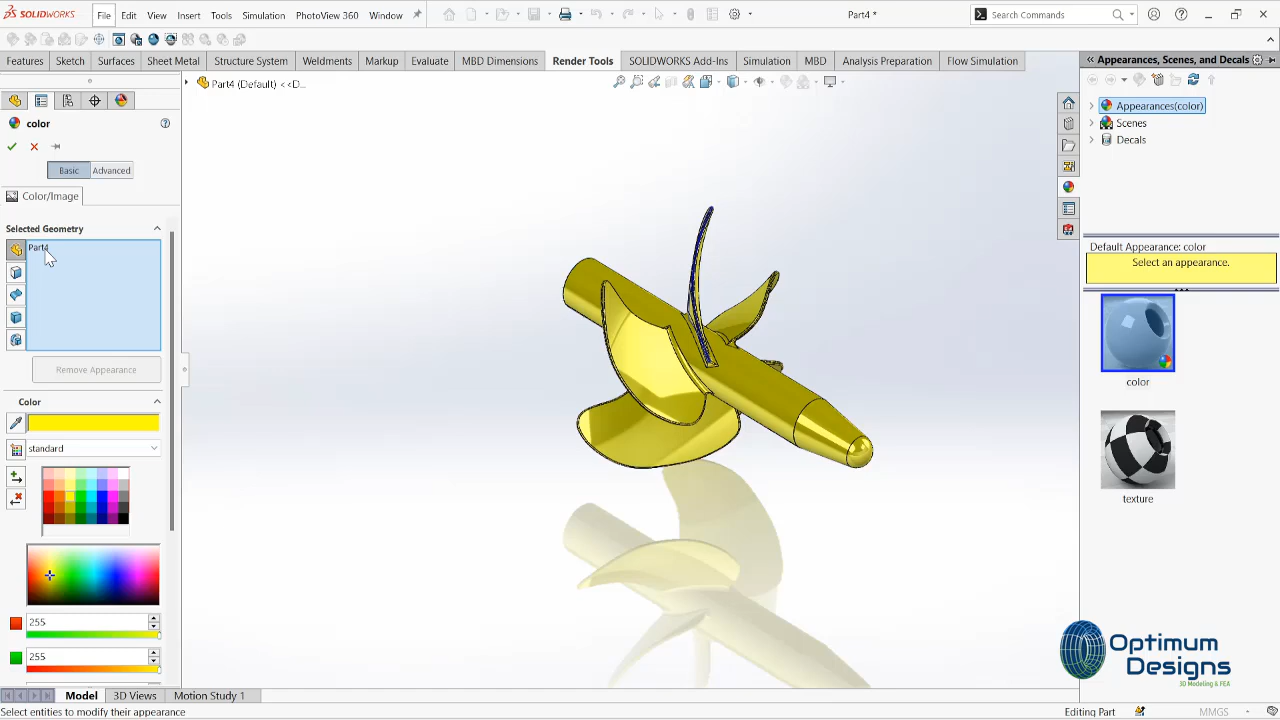 SOLIDWORKS File Edit View Insert Tools Simulation PhotoView 360 Window Part4 * Search Commands
Features Sketch Surfaces Sheet Metal Structure System Weldments Markup Evaluate MBD Dimensions Render Tools SOLIDWORKS Add-Ins Simulation MBD Analysis Preparation Flow Simulation
Appearances, Scenes, and Decals
Part4 (Default) <<D...
Appearances(color)
Scenes
Decals
color
Basic Advanced
Color/Image
Selected Geometry
Part4
Default Appearance: color
Select an appearance.
Remove Appearance
color
Color
standard
texture
255
255
Optimum
Designs
3D Modeling & FEA
Model 3D Views Motion Study 1
Select entities to modify their appearance
Editing Part
MMGS